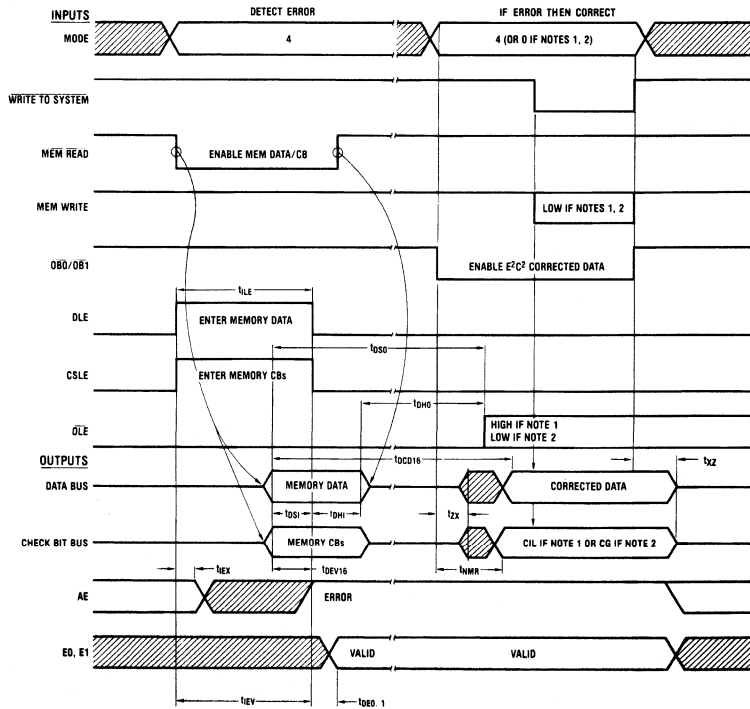 INPUTS
DETECT ERROR
IF ERROR THEN CORRECT
MODE
4
4 (OR 0 IF NOTES 1, 2)
WRITE TO SYSTEM
MEM READ
ENABLE MEM DATA/CB
MEM WRITE
LOW IF NOTES 1, 2
OB0/OB1
ENABLE E²C² CORRECTED DATA
tILE
DLE
ENTER MEMORY DATA
tDSO
CSLE
ENTER MEMORY CBs
tDHO
OLE
HIGH IF NOTE 1
LOW IF NOTE 2
OUTPUTS
tDCD16
tXZ
DATA BUS
MEMORY DATA
CORRECTED DATA
tDSI
tDHI
tZX
CHECK BIT BUS
MEMORY CBs
CIL IF NOTE 1 OR CG IF NOTE 2
tIEX
tDEV16
tNMR
AE
ERROR
E0, E1
VALID
VALID
tIEV
tDE0, 1